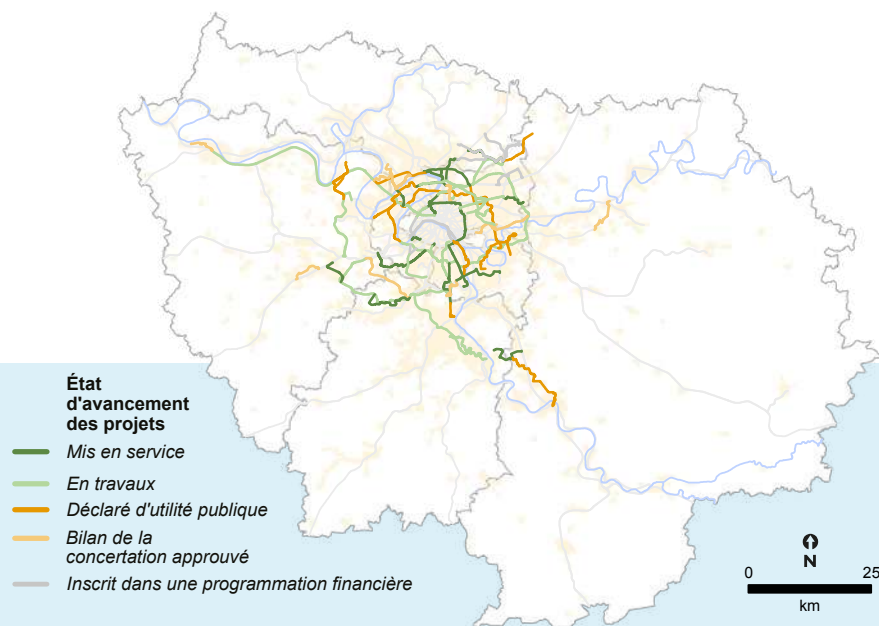 État
d'avancement
des projets
Mis en service
En travaux
Déclaré d'utilité publique
Bilan de la
concertation approuvé
Inscrit dans une programmation financière
N
0 25
km